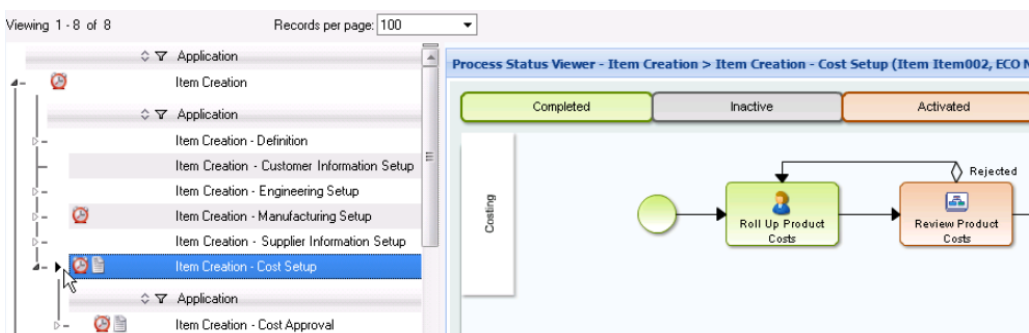 Viewing 1 - 8 of 8
Records per page: 100
Application
Item Creation
Application
Item Creation - Definition
Item Creation - Customer Information Setup
Item Creation - Engineering Setup
Item Creation - Manufacturing Setup
Item Creation - Supplier Information Setup
Item Creation - Cost Setup
Application
Item Creation - Cost Approval
Process Status Viewer - Item Creation > Item Creation - Cost Setup (Item Item002, ECO N
Completed
Inactive
Activated
Costing
Rejected
Roll Up Product
Costs
Review Product
Costs